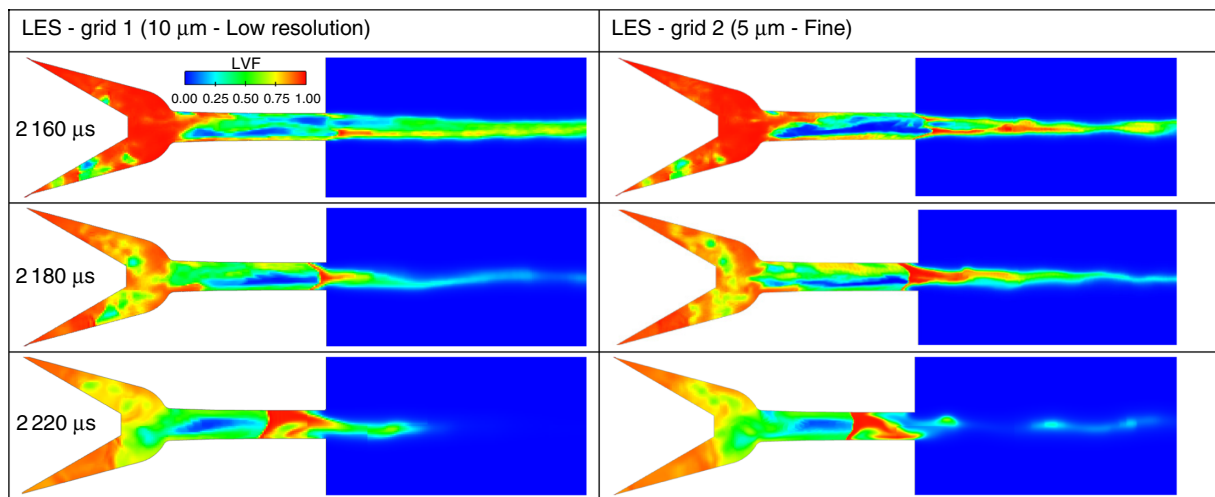 LES - grid 1 (10 μm - Low resolution)
LES - grid 2 (5 μm - Fine)
LVF
0.00 0.25 0.50 0.75 1.00
2 160 μs
2 180 μs
2 220 μs